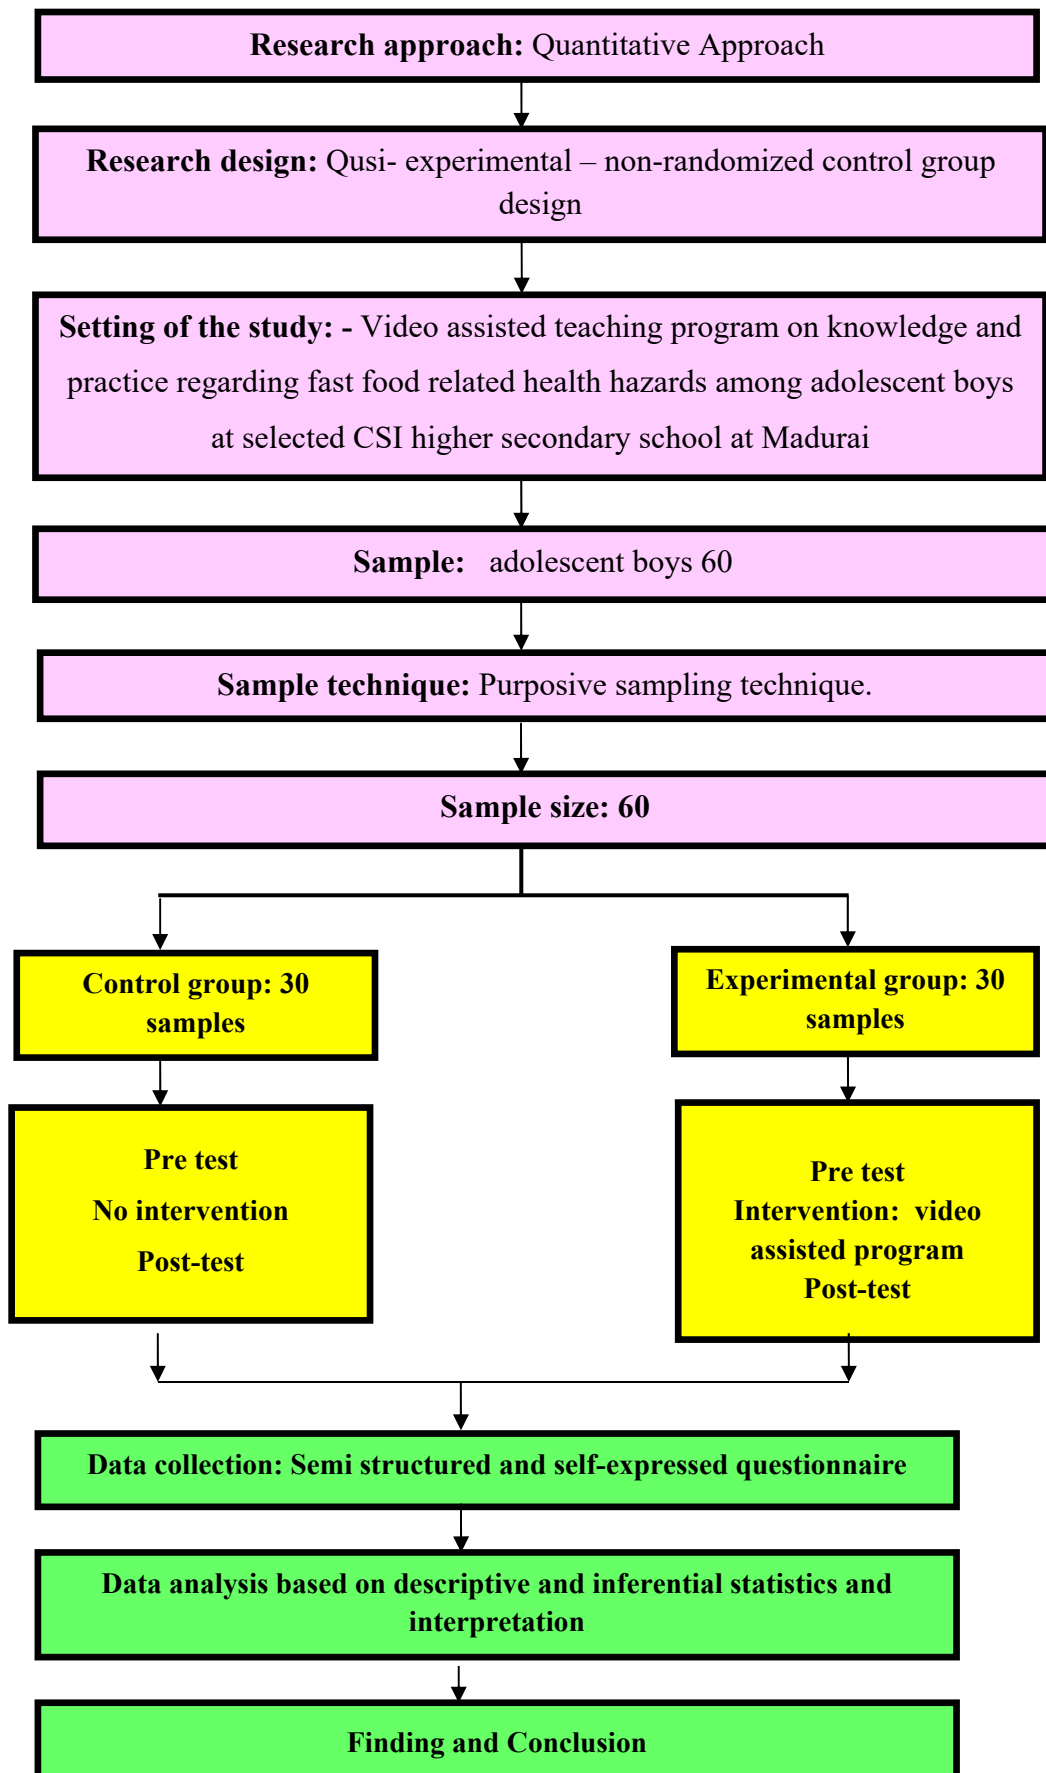 Research approach: Quantitative Approach
Research design: Qusi- experimental – non-randomized control group
design
Setting of the study: - Video assisted teaching program on knowledge and
practice regarding fast food related health hazards among adolescent boys
at selected CSI higher secondary school at Madurai
Sample: adolescent boys 60
Sample technique: Purposive sampling technique.
Sample size: 60
Control group: 30
samples
Experimental group: 30
samples
Pre test
No intervention
Post-test
Pre test
Intervention: video
assisted program
Post-test
Data collection: Semi structured and self-expressed questionnaire
Data analysis based on descriptive and inferential statistics and
interpretation
Finding and Conclusion